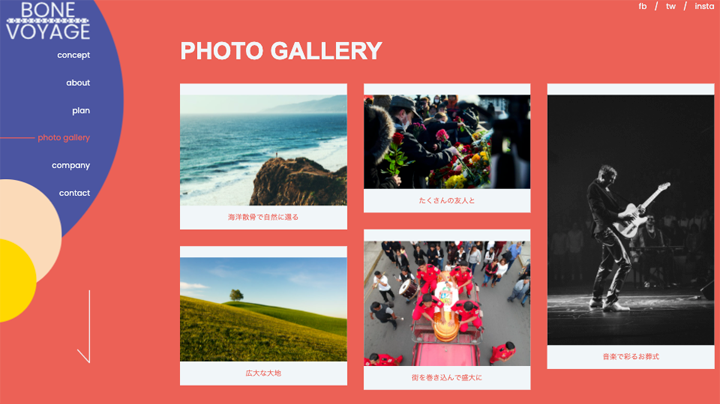 BONE
VOYAGE
fb / tw / insta
concept
about
plan
photo gallery
company
contact
PHOTO GALLERY
海洋散骨で自然に還る
たくさんの友人と
音楽で彩るお葬式
広大な大地
街を巻き込んで盛大に